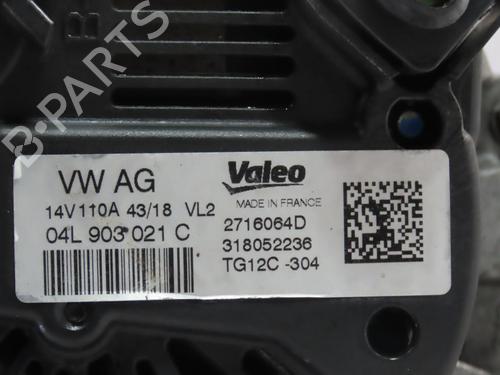 B-PARTS
VW AG
14V110A 43/18 VL2
04L 903 021 C
Valeo
MADE IN FRANCE
2716064D
318052236
TG12C -304